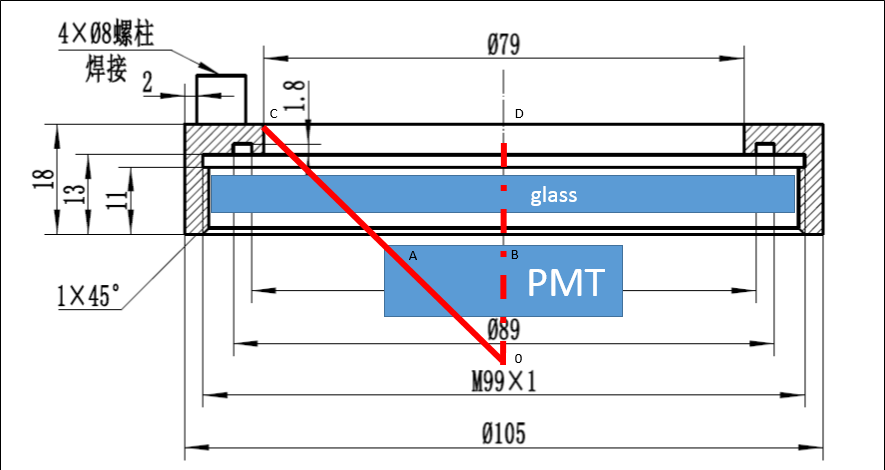 Ø79
4×Ø8螺柱
焊接
2
1.8
C
D
18
13
11
glass
A
B
PMT
1×45°
Ø89
O
M99×1
Ø105